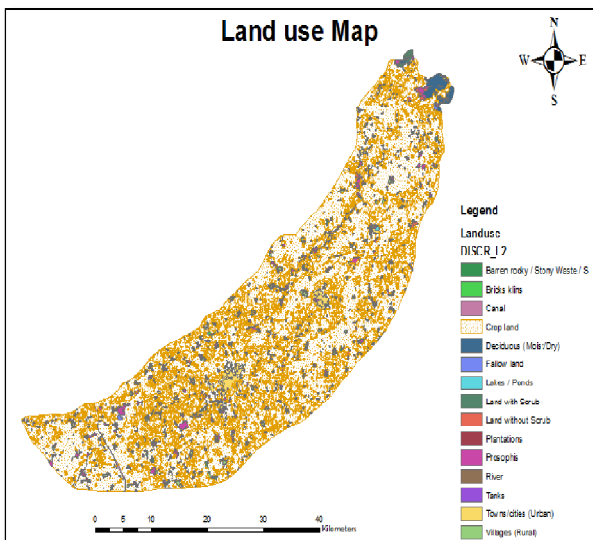 Land use Map
N
W E
S
Legend
Landuse
DISCR_L2
Barren rocky / Stony Waste / S
Bricks klins
Canal
Crop land
Deciduous (Moist/Dry)
Fallow land
Lakes / Ponds
Land with Scrub
Land without Scrub
Plantations
Prosophis
River
Tanks
Towns/cities (Urban)
Villages (Rural)
0 5 10 20 30 40
Kilometers